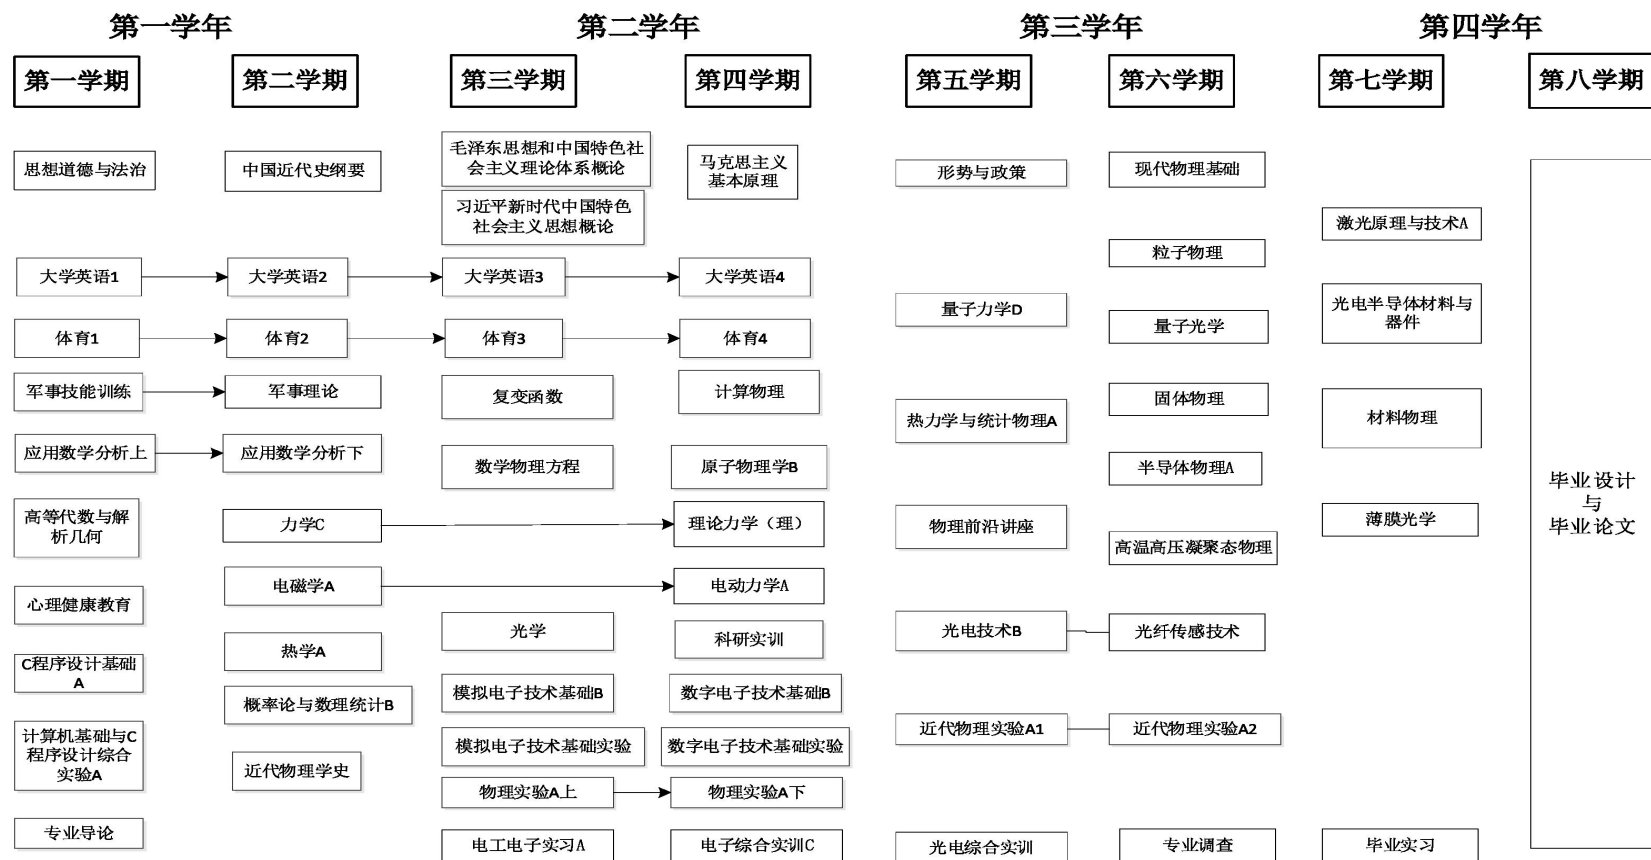 第一学年
第二学年
第三学年
第四学年
第一学期
第二学期
第三学期
第四学期
第五学期
第六学期
第七学期
第八学期
思想道德与法治
大学英语1
体育1
军事技能训练
应用数学分析上
高等代数与解
析几何
心理健康教育
C程序设计基础
A
计算机基础与C
程序设计综合
实验A
专业导论
中国近代史纲要
大学英语2
体育2
军事理论
应用数学分析下
力学C
电磁学A
热学A
概率论与数理统计B
近代物理学史
毛泽东思想和中国特色社
会主义理论体系概论
习近平新时代中国特色
社会主义思想概论
大学英语3
体育3
复变函数
数学物理方程
光学
模拟电子技术基础B
模拟电子技术基础实验
物理实验A上
电工电子实习A
马克思主义
基本原理
大学英语4
体育4
计算物理
原子物理学B
理论力学（理）
电动力学A
科研实训
数字电子技术基础B
数字电子技术基础实验
物理实验A下
电子综合实训C
形势与政策
量子力学D
热力学与统计物理A
物理前沿讲座
光电技术B
近代物理实验A1
光电综合实训
现代物理基础
粒子物理
量子光学
固体物理
半导体物理A
高温高压凝聚态物理
光纤传感技术
近代物理实验A2
专业调查
激光原理与技术A
光电半导体材料与
器件
材料物理
薄膜光学
毕业实习
毕业设计
与
毕业论文